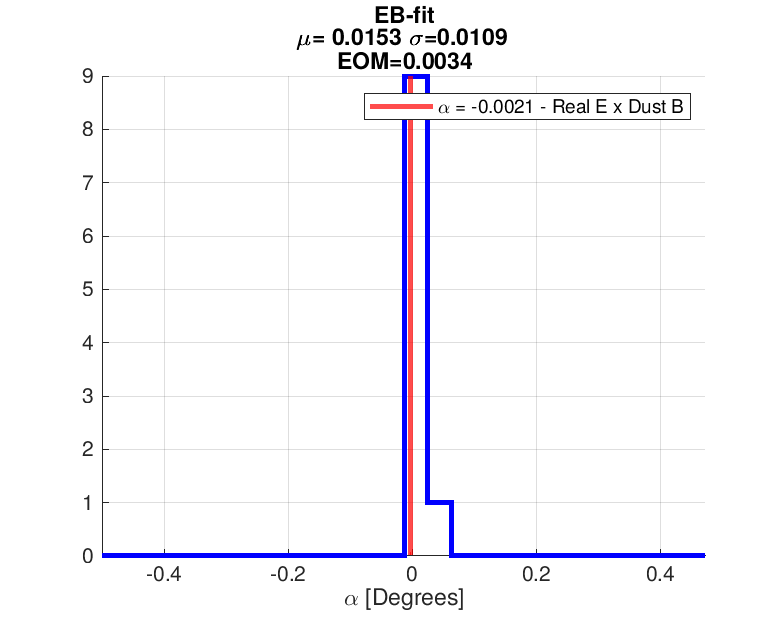 EB-fit
μ= 0.0153 σ=0.0109
EOM=0.0034
9
α = -0.0021 - Real E x Dust B
8
7
6
5
4
3
2
1
0
-0.4 -0.2 0 0.2 0.4
α [Degrees]